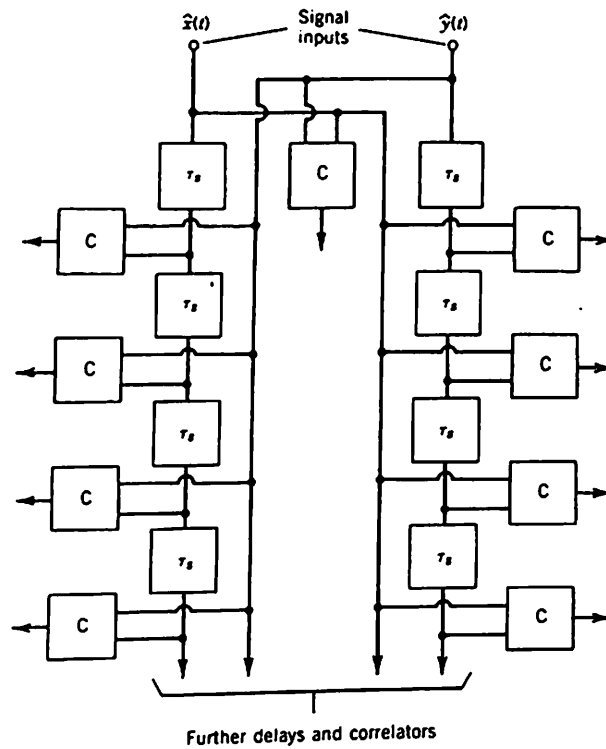 x̂(t)
Signal
inputs
ŷ(t)
τs
C
τs
C
C
τs
τs
C
C
τs
τs
C
C
τs
τs
C
C
Further delays and correlators